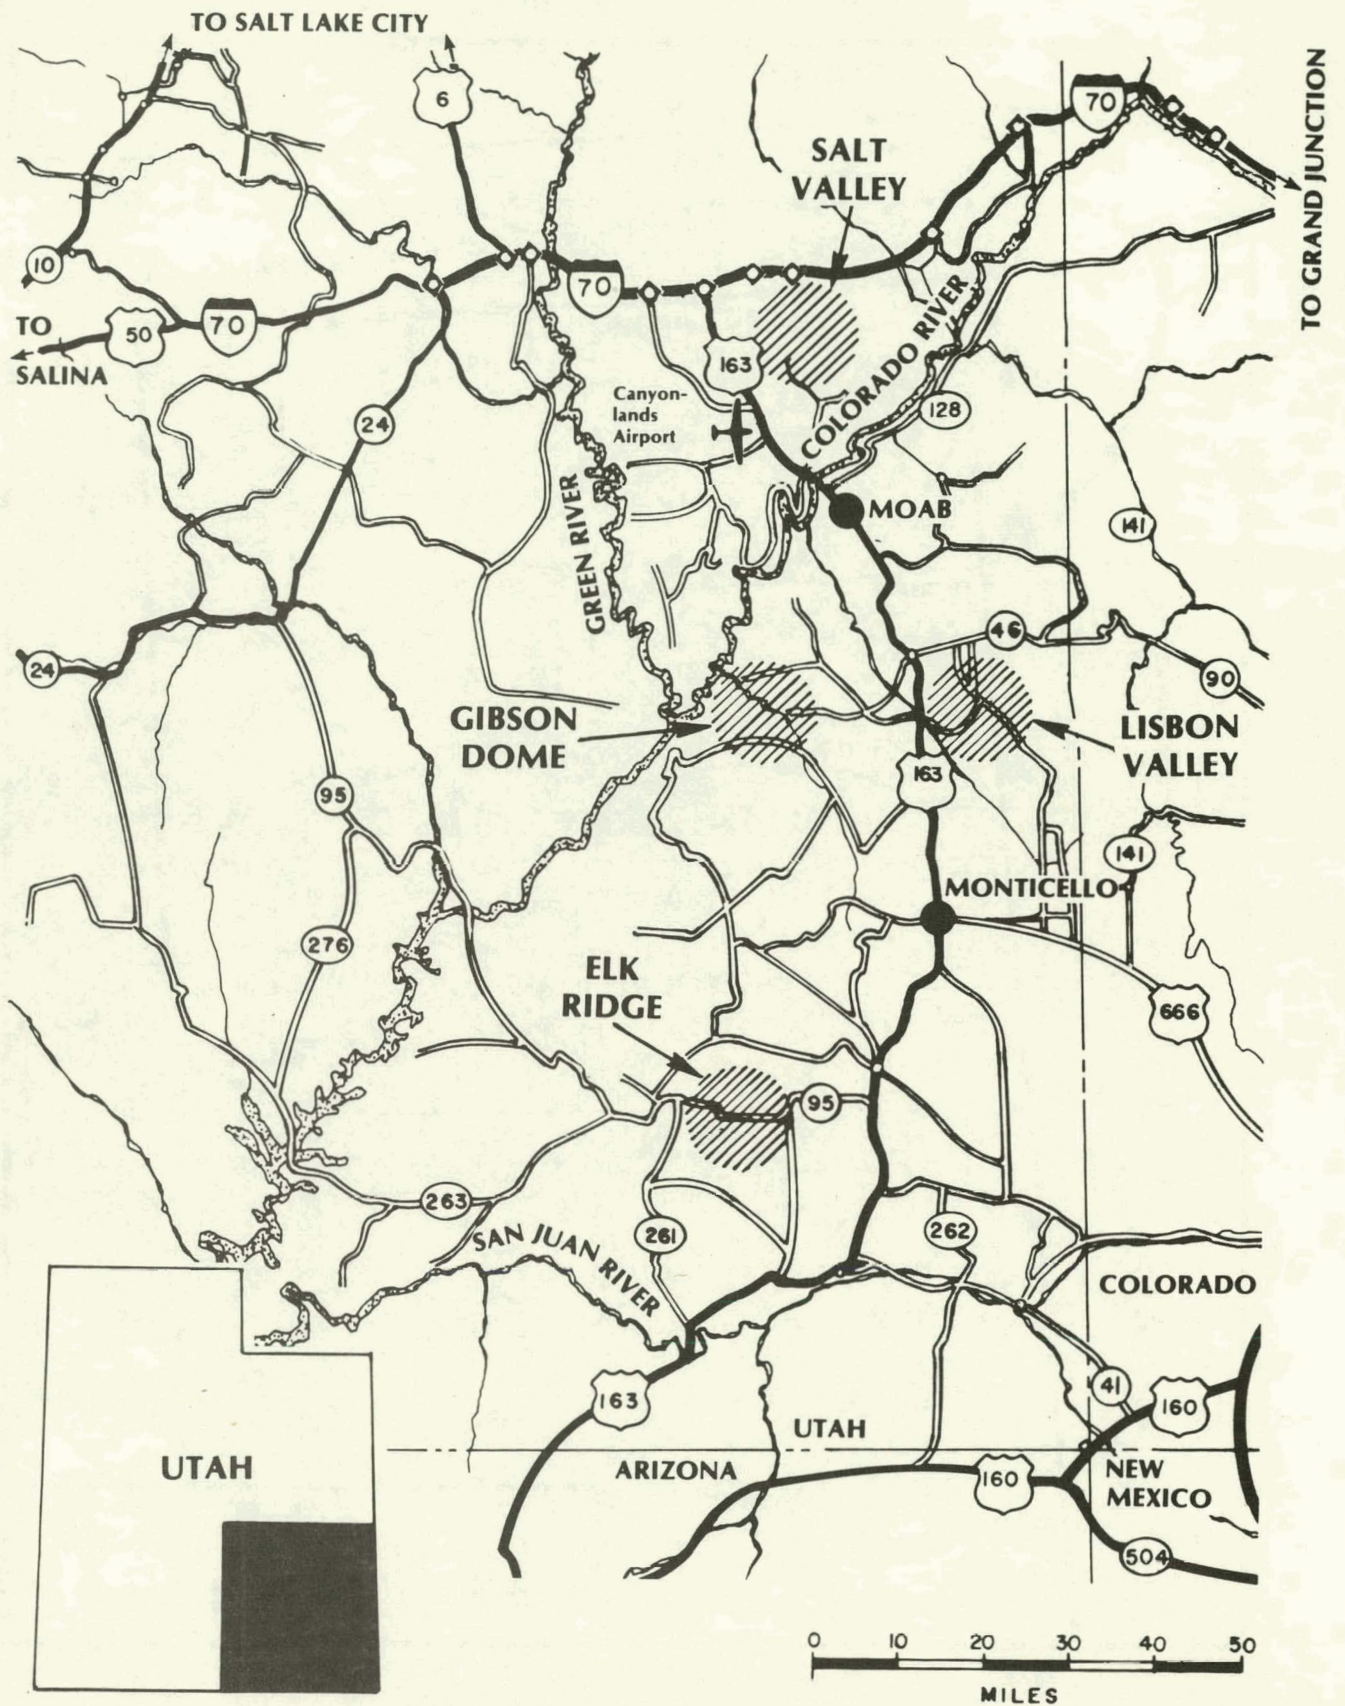 TO SALT LAKE CITY
6
70
TO GRAND JUNCTION
SALT
VALLEY
10
70
TO
SALINA
50
70
163
COLORADO RIVER
Canyon-
lands
Airport
128
24
GREEN RIVER
MOAB
141
46
24
90
GIBSON
DOME
LISBON
VALLEY
163
95
141
MONTICELLO
276
ELK
RIDGE
666
95
263
261
262
SAN JUAN RIVER
COLORADO
41
163
160
UTAH
UTAH
ARIZONA
160
NEW
MEXICO
504
0 10 20 30 40 50
MILES